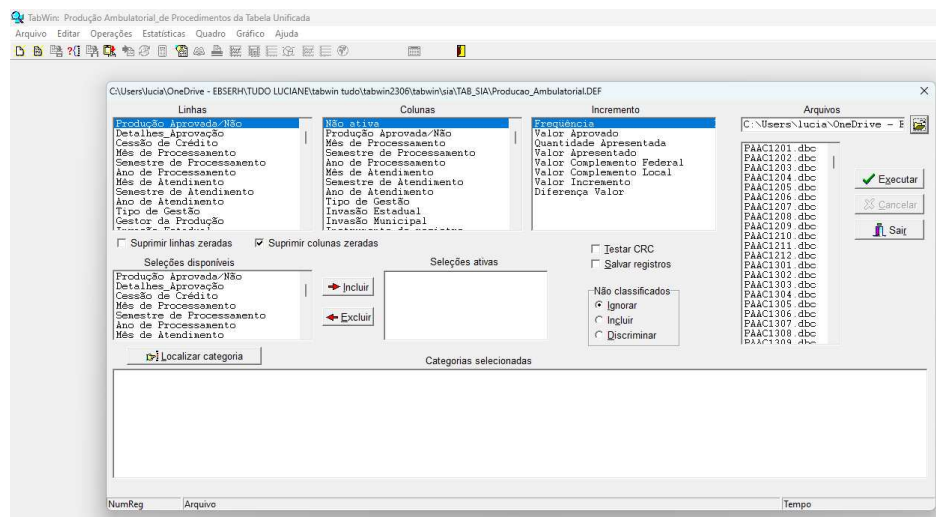 TabWin: Produção Ambulatorial_de Procedimentos da Tabela Unificada
Arquivo Editar Operações Estatísticas Quadro Gráfico Ajuda
C:\Users\lucia\OneDrive - EBSERH\TUDO LUCIANE\tabwin tudo\tabwin2306\tabwin\sia\TAB_SIA\Producao_Ambulatorial.DEF
Linhas
Produção Aprovada/Não
Detalhes_Aprovação
Cessão de Crédito
Mês de Processamento
Semestre de Processamento
Ano de Processamento
Mês de Atendimento
Semestre de Atendimento
Ano de Atendimento
Tipo de Gestão
Gestor da Produção
Colunas
Não ativa
Produção Aprovada/Não
Mês de Processamento
Semestre de Processamento
Ano de Processamento
Mês de Atendimento
Semestre de Atendimento
Ano de Atendimento
Tipo de Gestão
Invasão Estadual
Invasão Municipal
Instrumento de registro
Incremento
Freqüência
Valor Aprovado
Quantidade Apresentada
Valor Apresentado
Valor Complemento Federal
Valor Complemento Local
Valor Incremento
Diferença Valor
Arquivos
C:\Users\lucia\OneDrive - E
PAAC1201.dbc
PAAC1202.dbc
PAAC1203.dbc
PAAC1204.dbc
PAAC1205.dbc
PAAC1206.dbc
PAAC1207.dbc
PAAC1208.dbc
PAAC1209.dbc
PAAC1210.dbc
PAAC1211.dbc
PAAC1212.dbc
PAAC1301.dbc
PAAC1302.dbc
PAAC1303.dbc
PAAC1304.dbc
PAAC1305.dbc
PAAC1306.dbc
PAAC1307.dbc
PAAC1308.dbc
PAAC1309.dbc
Executar
Cancelar
Sair
Suprimir linhas zeradas
Suprimir colunas zeradas
Testar CRC
Salvar registros
Seleções disponíveis
Produção Aprovada/Não
Detalhes_Aprovação
Cessão de Crédito
Mês de Processamento
Semestre de Processamento
Ano de Processamento
Mês de Atendimento
Incluir
Excluir
Seleções ativas
Não classificados
Ignorar
Incluir
Discriminar
Localizar categoria
Categorias selecionadas
NumReg
Arquivo
Tempo